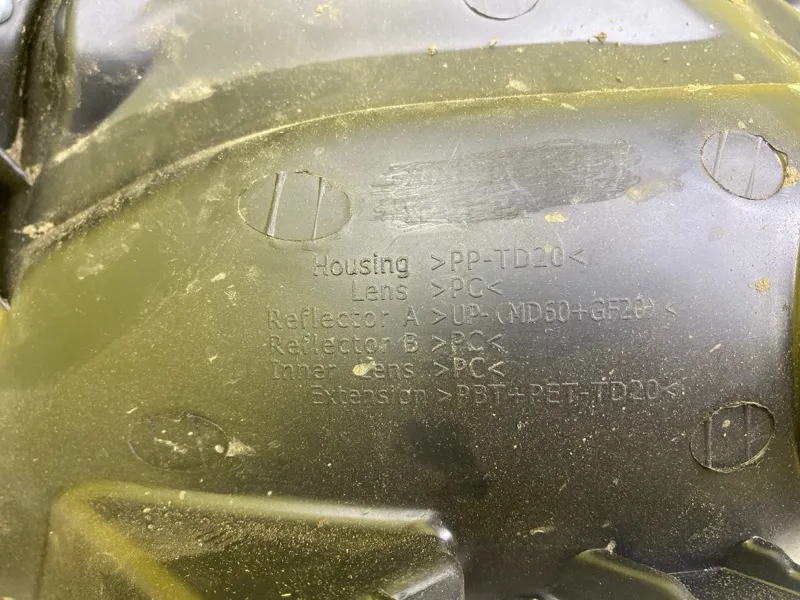 Housing >PP-TD20<
Lens >PC<
Reflector A >UP-(MD60+GF20)<
Reflector B >PC<
Inner Lens >PC<
Extension >PBT+PET-TD20<